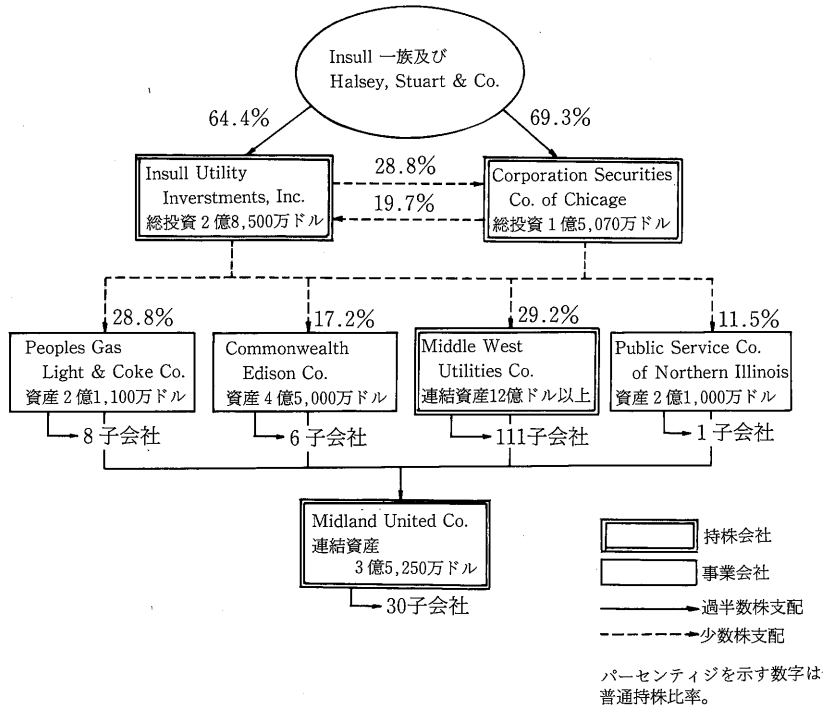 Insull 一族及び
Halsey, Stuart & Co.
64.4%
69.3%
Insull Utility
Inverstments, Inc.
総投資2億8,500万ドル
28.8%
19.7%
Corporation Securities
Co. of Chicago
総投資1億5,070万ドル
28.8%
17.2%
29.2%
11.5%
Peoples Gas
Light & Coke Co.
資産2億1,100万ドル
Commonwealth
Edison Co.
資産4億5,000万ドル
Middle West
Utilities Co.
連結資産12億ドル以上
Public Service Co.
of Northern Illinois
資産2億1,000万ドル
8子会社
6子会社
111子会社
1子会社
Midland United Co.
連結資産
3億5,250万ドル
30子会社
持株会社
事業会社
過半数株支配
少数株支配
パーセンティジを示す数字は
普通持株比率。